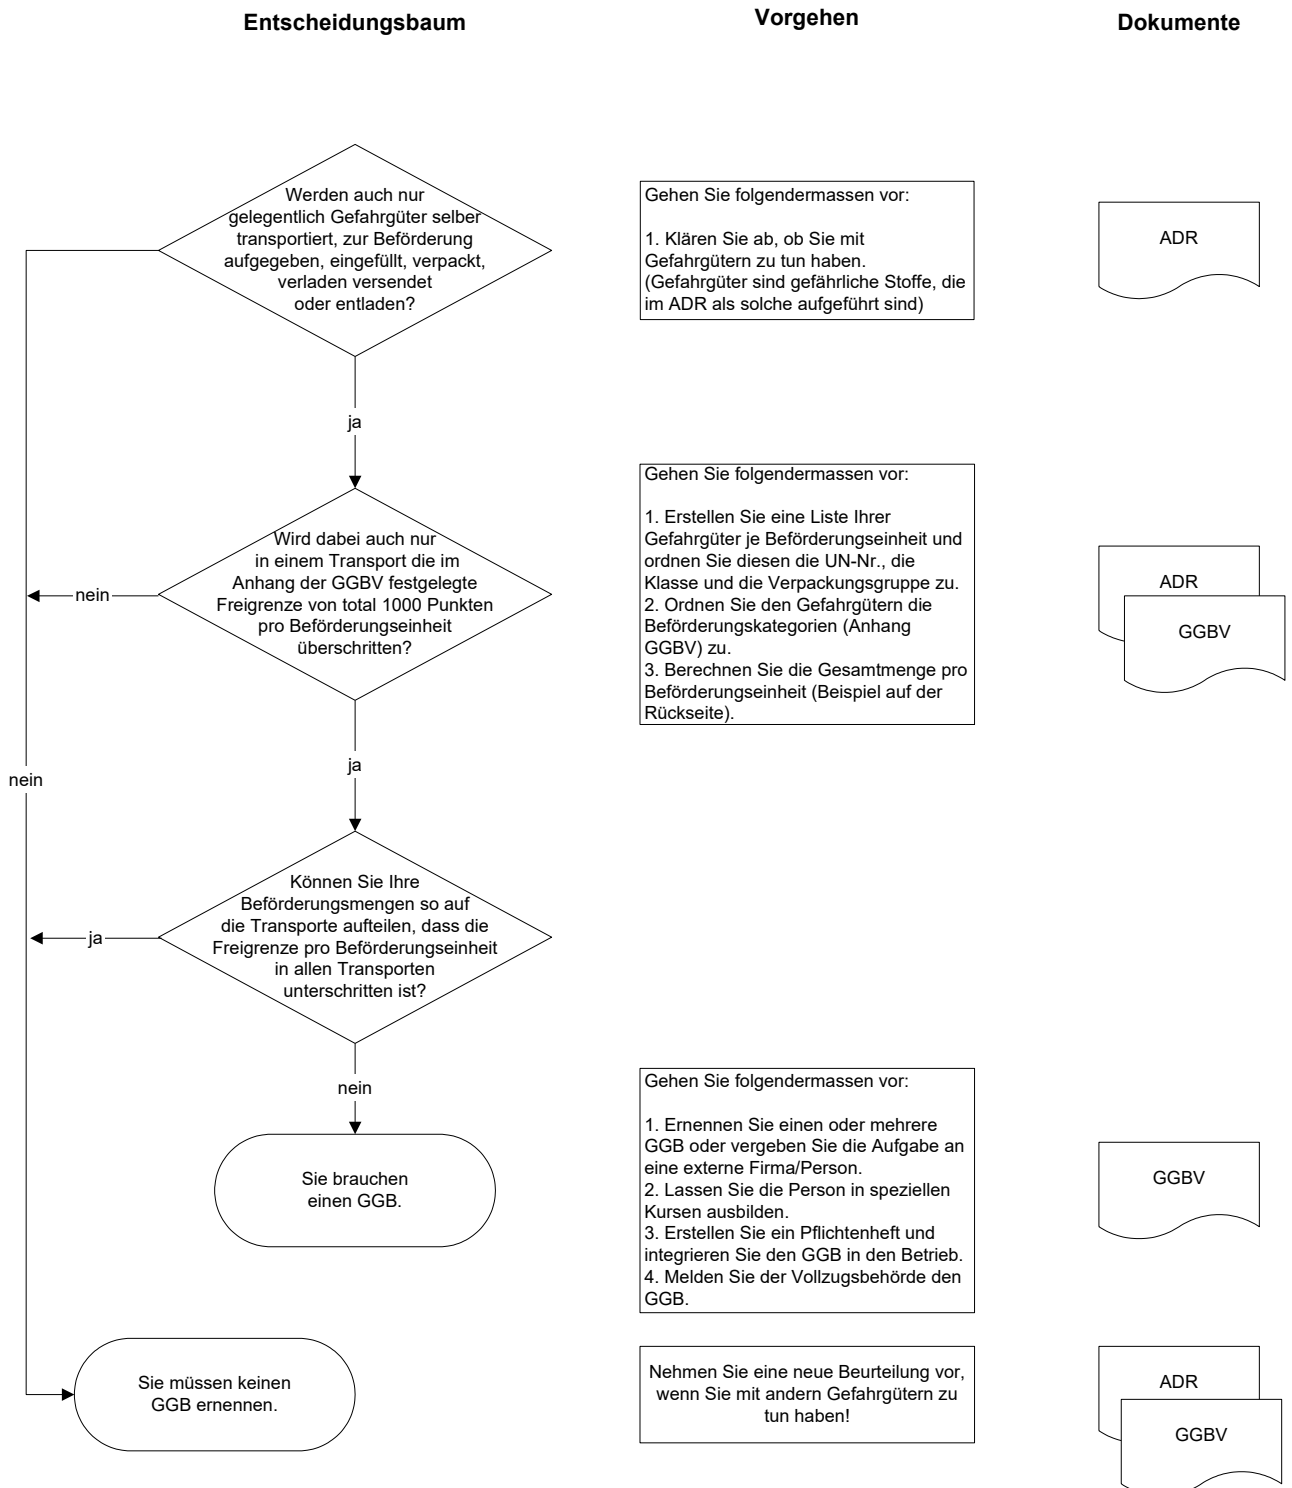 Entscheidungsbaum
Vorgehen
Dokumente
Werden auch nur
gelegentlich Gefahrgüter selber
transportiert, zur Beförderung
aufgegeben, eingefüllt, verpackt,
verladen versendet
oder entladen?
Gehen Sie folgendermassen vor:
1. Klären Sie ab, ob Sie mit
Gefahrgütern zu tun haben.
(Gefahrgüter sind gefährliche Stoffe, die
im ADR als solche aufgeführt sind)
ADR
ja
Wird dabei auch nur
in einem Transport die im
Anhang der GGBV festgelegte
Freigrenze von total 1000 Punkten
pro Beförderungseinheit
überschritten?
nein
Gehen Sie folgendermassen vor:
1. Erstellen Sie eine Liste Ihrer
Gefahrgüter je Beförderungseinheit und
ordnen Sie diesen die UN-Nr., die
Klasse und die Verpackungsgruppe zu.
2. Ordnen Sie den Gefahrgütern die
Beförderungskategorien (Anhang
GGBV) zu.
3. Berechnen Sie die Gesamtmenge pro
Beförderungseinheit (Beispiel auf der
Rückseite).
ADR
GGBV
ja
nein
Können Sie Ihre
Beförderungsmengen so auf
die Transporte aufteilen, dass die
Freigrenze pro Beförderungseinheit
in allen Transporten
unterschritten ist?
ja
nein
Sie brauchen
einen GGB.
Gehen Sie folgendermassen vor:
1. Ernennen Sie einen oder mehrere
GGB oder vergeben Sie die Aufgabe an
eine externe Firma/Person.
2. Lassen Sie die Person in speziellen
Kursen ausbilden.
3. Erstellen Sie ein Pflichtenheft und
integrieren Sie den GGB in den Betrieb.
4. Melden Sie der Vollzugsbehörde den
GGB.
GGBV
Sie müssen keinen
GGB ernennen.
Nehmen Sie eine neue Beurteilung vor,
wenn Sie mit andern Gefahrgütern zu
tun haben!
ADR
GGBV